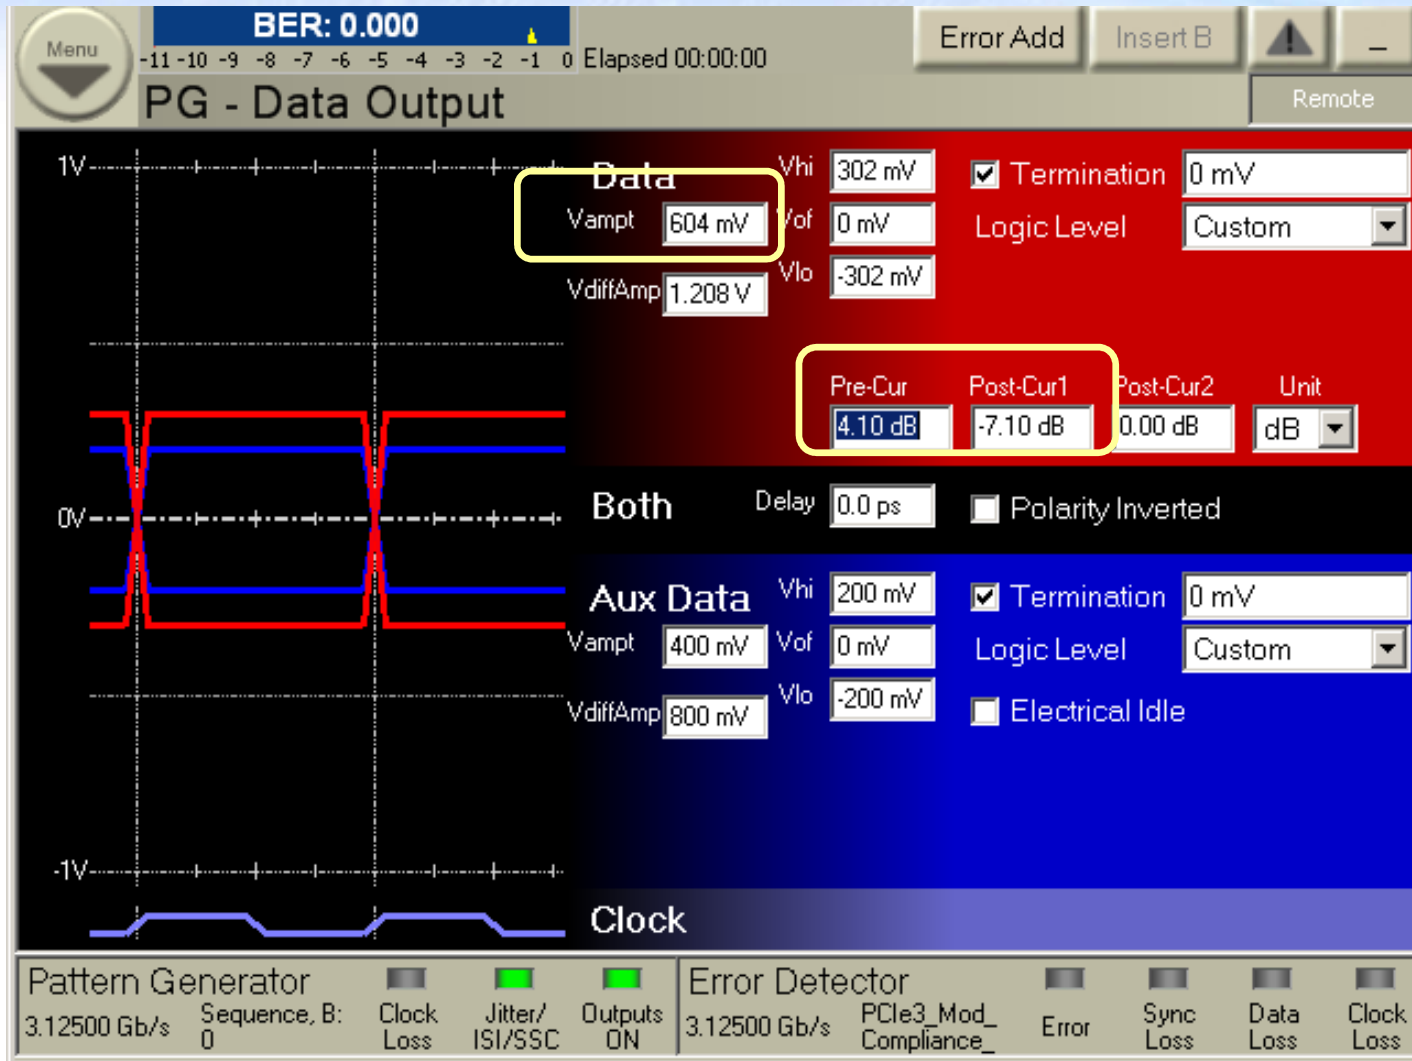 Menu
BER: 0.000
-11 -10 -9 -8 -7 -6 -5 -4 -3 -2 -1 0
Elapsed 00:00:00
Error Add
Insert B
_
PG - Data Output
Remote
1V
0V
-1V
Data
Vampt 604 mV
VdiffAmp 1.208 V
Vhi 302 mV
Vof 0 mV
Vlo -302 mV
Termination 0 mV
Logic Level Custom
Pre-Cur Post-Cur1 Post-Cur2 Unit
4.10 dB -7.10 dB 0.00 dB dB
Both
Delay 0.0 ps
Polarity Inverted
Aux Data
Vampt 400 mV
VdiffAmp 800 mV
Vhi 200 mV
Vof 0 mV
Vlo -200 mV
Termination 0 mV
Logic Level Custom
Electrical Idle
Clock
Pattern Generator
3.12500 Gb/s
Sequence, B:
0
Clock
Loss
Jitter/
ISI/SSC
Outputs
ON
Error Detector
3.12500 Gb/s
PCIe3_Mod_
Compliance_
Error
Sync
Loss
Data
Loss
Clock
Loss